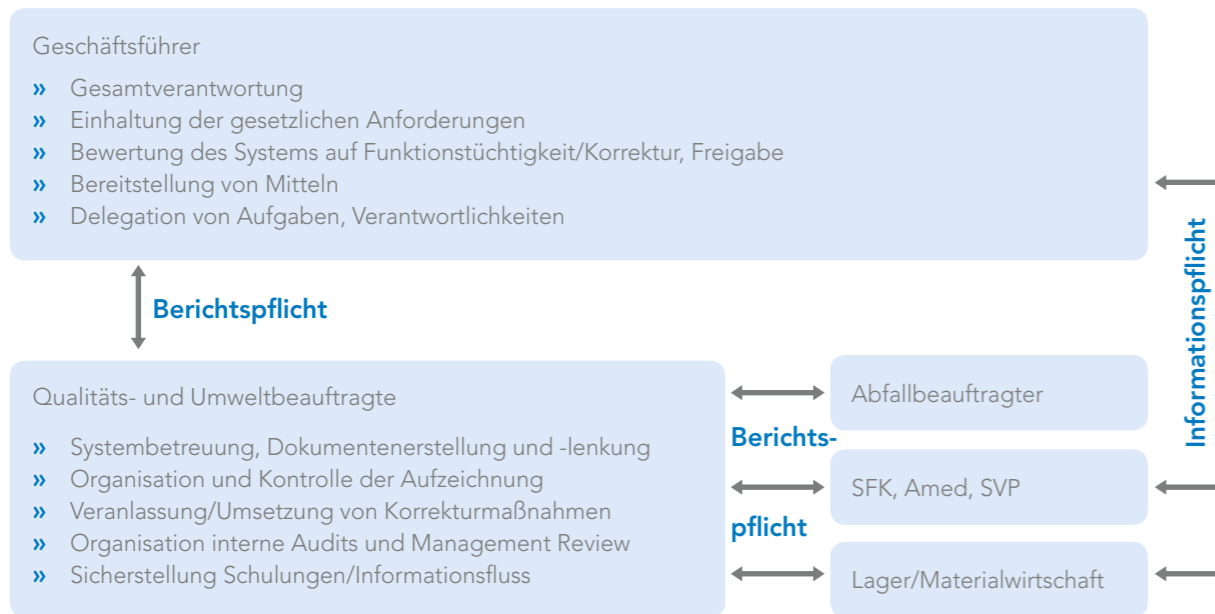 Geschäftsführer
» Gesamtverantwortung
» Einhaltung der gesetzlichen Anforderungen
» Bewertung des Systems auf Funktionstüchtigkeit/Korrektur, Freigabe
» Bereitstellung von Mitteln
» Delegation von Aufgaben, Verantwortlichkeiten
Berichtspflicht
Informationspflicht
Qualitäts- und Umweltbeauftragte
» Systembetreuung, Dokumentenerstellung und -lenkung
» Organisation und Kontrolle der Aufzeichnung
» Veranlassung/Umsetzung von Korrekturmaßnahmen
» Organisation interne Audits und Management Review
» Sicherstellung Schulungen/Informationsfluss
Berichts-
pflicht
Abfallbeauftragter
SFK, Amed, SVP
Lager/Materialwirtschaft